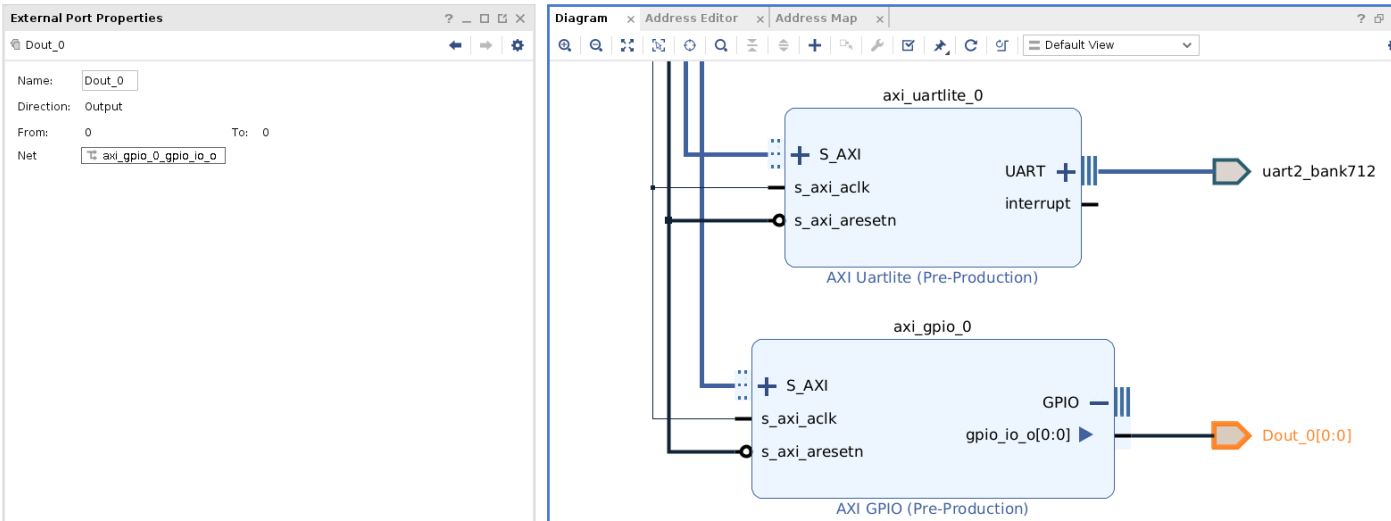 External Port Properties
Dout_0
Name: Dout_0
Direction: Output
From: 0 To: 0
Net axi_gpio_0_gpio_io_o
Diagram Address Editor Address Map
Default View
axi_uartlite_0
S_AXI
s_axi_aclk
s_axi_aresetn
UART
interrupt
uart2_bank712
AXI Uartlite (Pre-Production)
axi_gpio_0
S_AXI
s_axi_aclk
s_axi_aresetn
GPIO
gpio_io_o[0:0]
Dout_0[0:0]
AXI GPIO (Pre-Production)